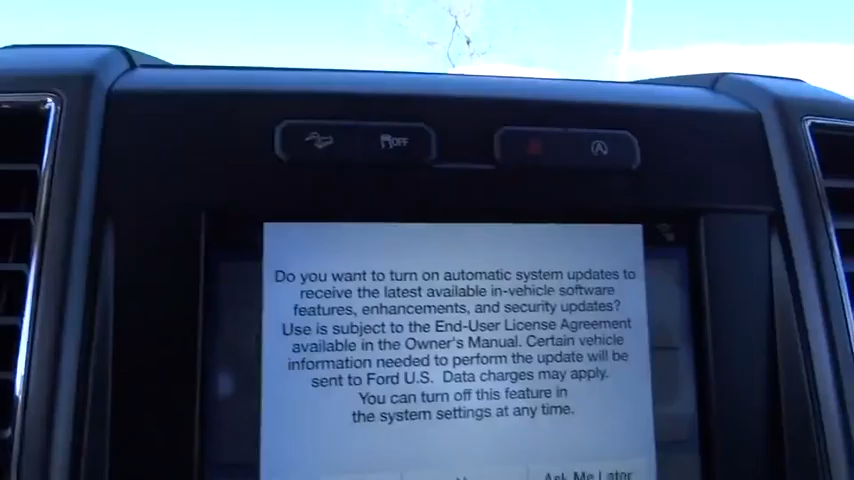 OFF
Do you want to turn on automatic system updates to
receive the latest available in-vehicle software
features, enhancements, and security updates?
Use is subject to the End-User License Agreement
available in the Owner's Manual. Certain vehicle
information needed to perform the update will be
sent to Ford U.S. Data charges may apply.
You can turn off this feature in
the system settings at any time.
Ask Me Later